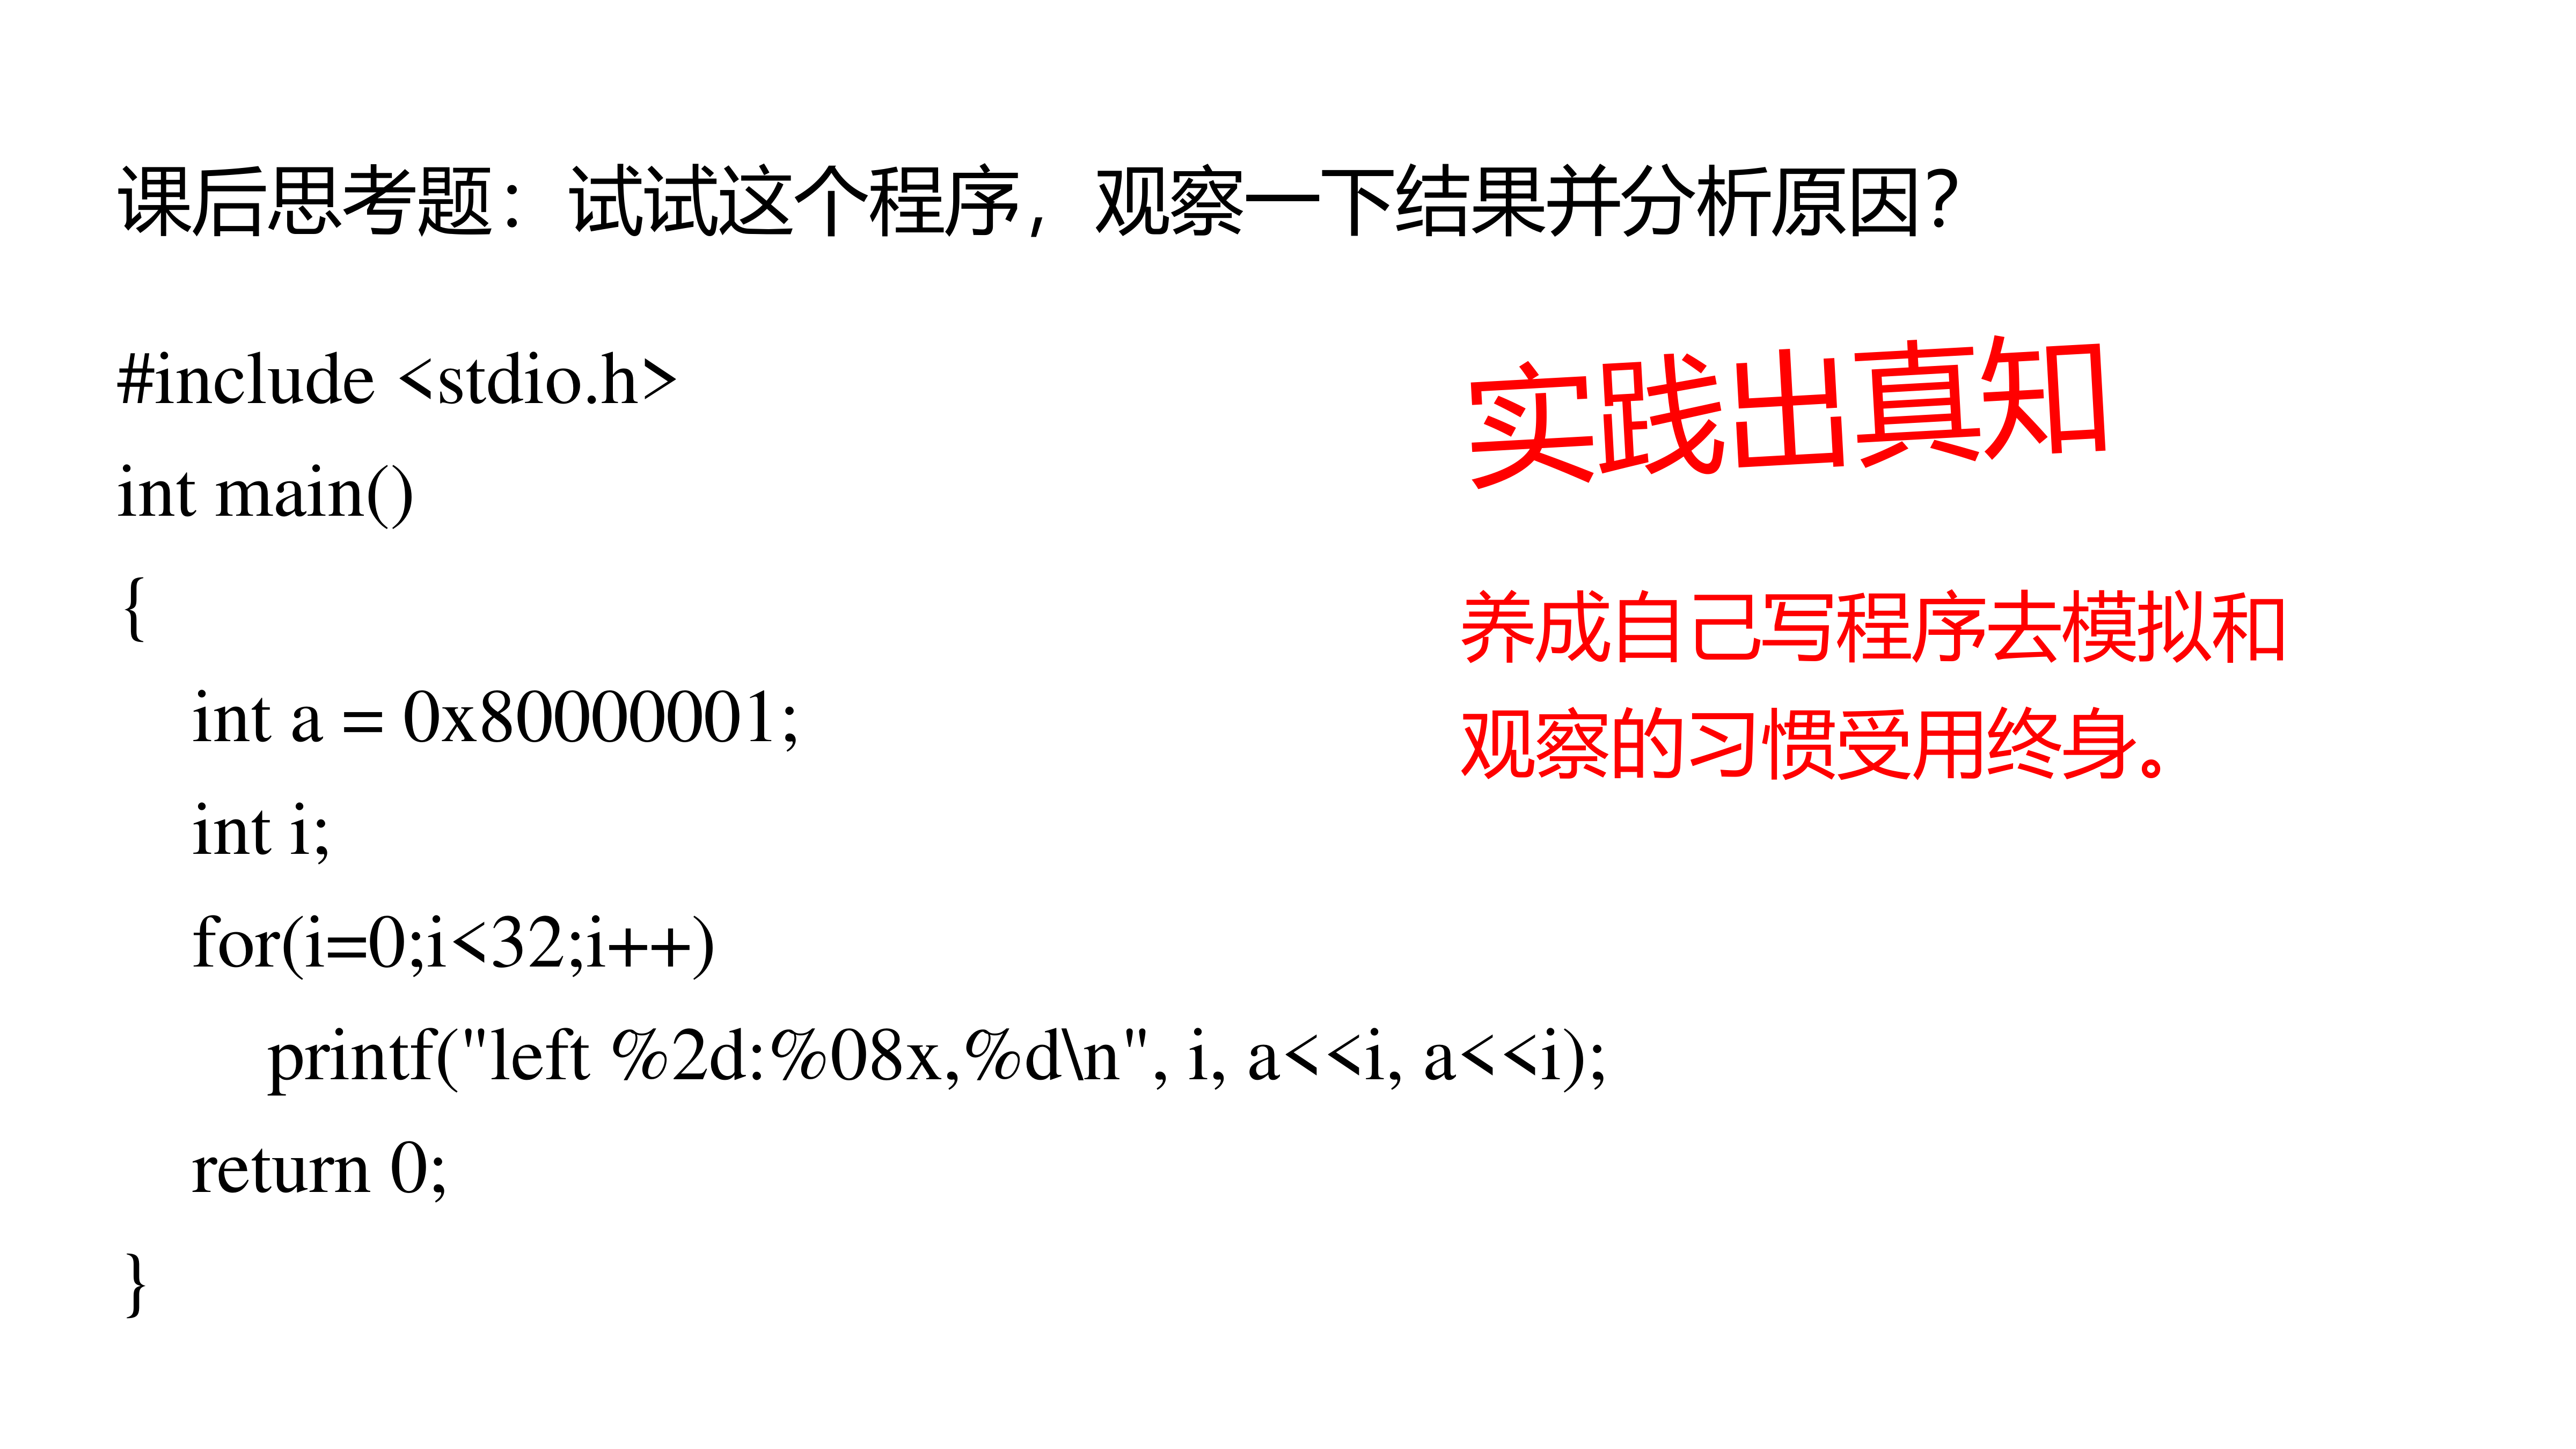 课后思考题：试试这个程序，观察一下结果并分析原因？
#include <stdio.h>
int main()
{
    int a = 0x80000001;
    int i;
    for(i=0;i<32;i++)
        printf("left %2d:%08x,%d\n", i, a<<i, a<<i);
    return 0;
}
实践出真知
养成自己写程序去模拟和
观察的习惯受用终身。